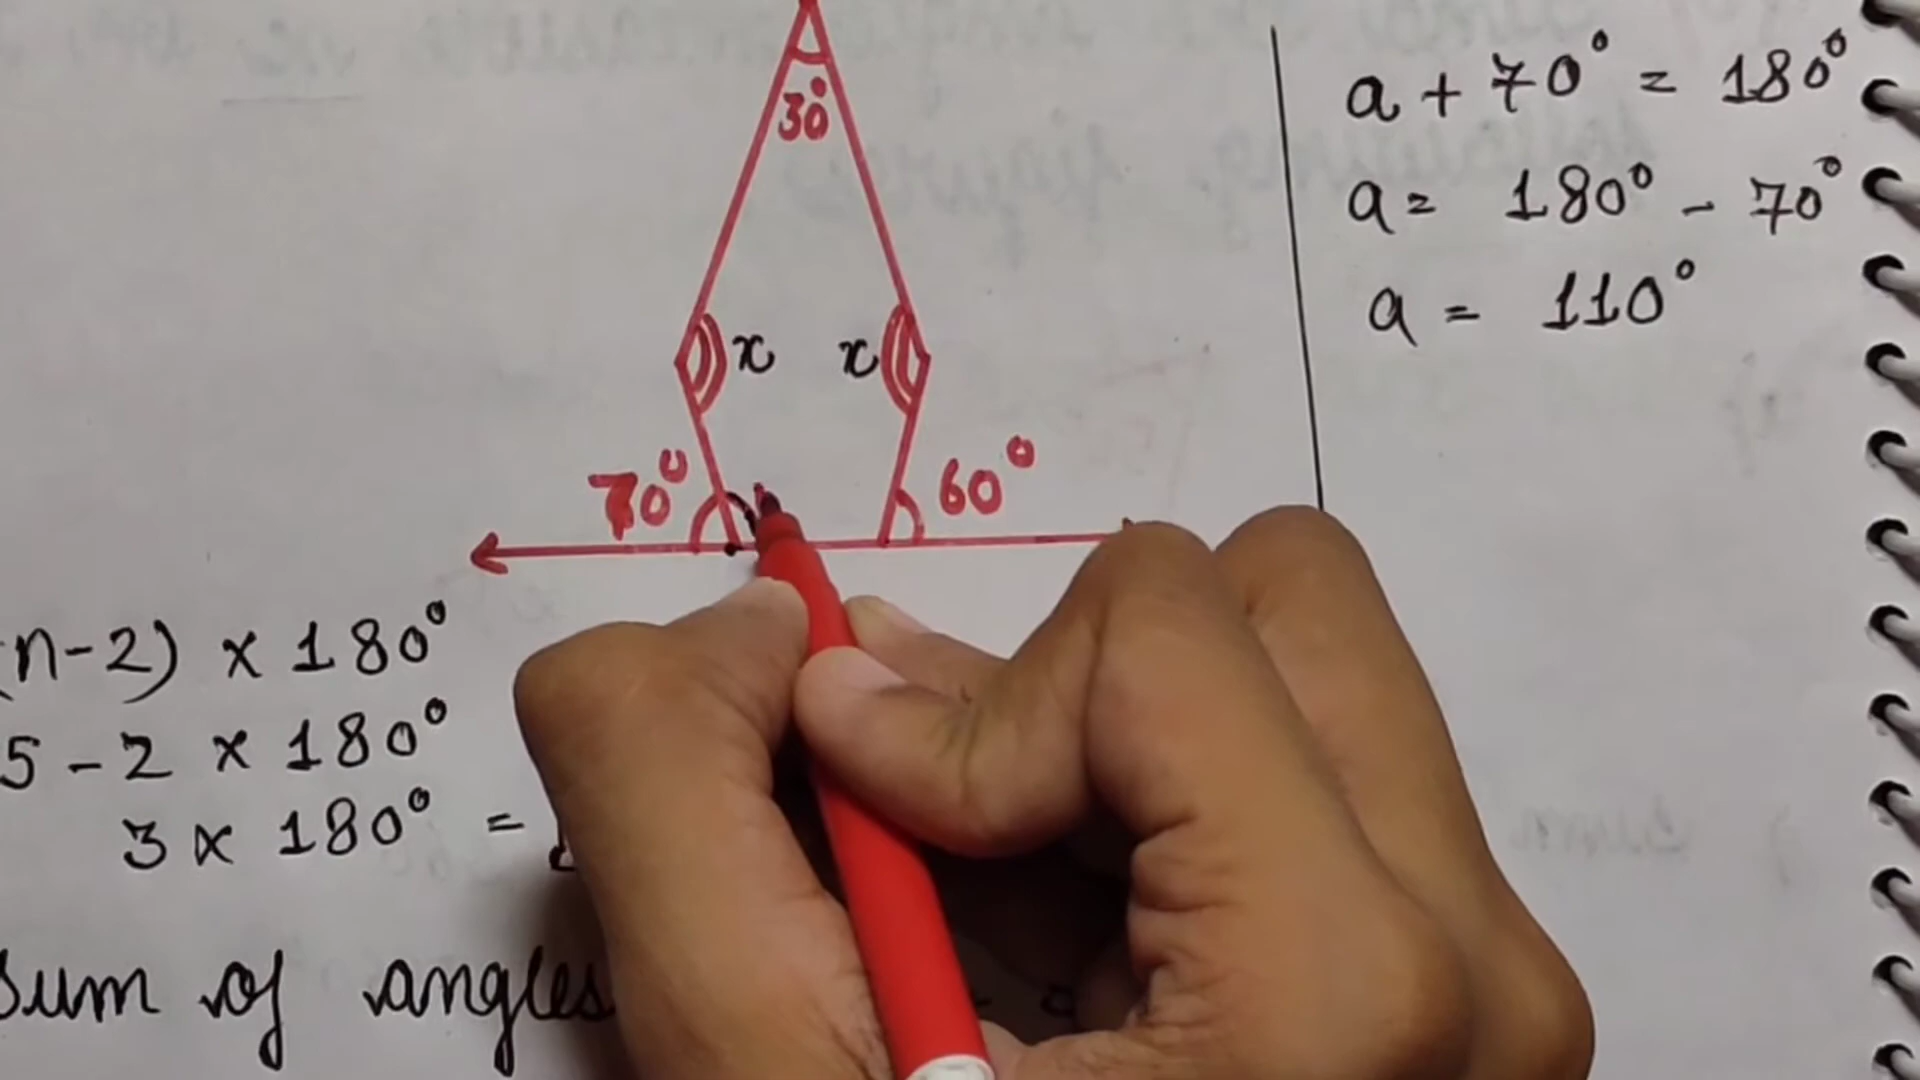 30°
x x
70° 60°
a + 70° = 180°
a = 180° - 70°
a = 110°
(n-2) × 180°
5 - 2 × 180°
3 × 180° =
sum of angles